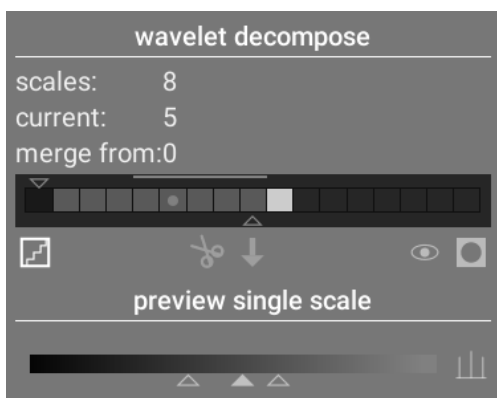 wavelet decompose
scales: 8
current: 5
merge from:0
preview single scale